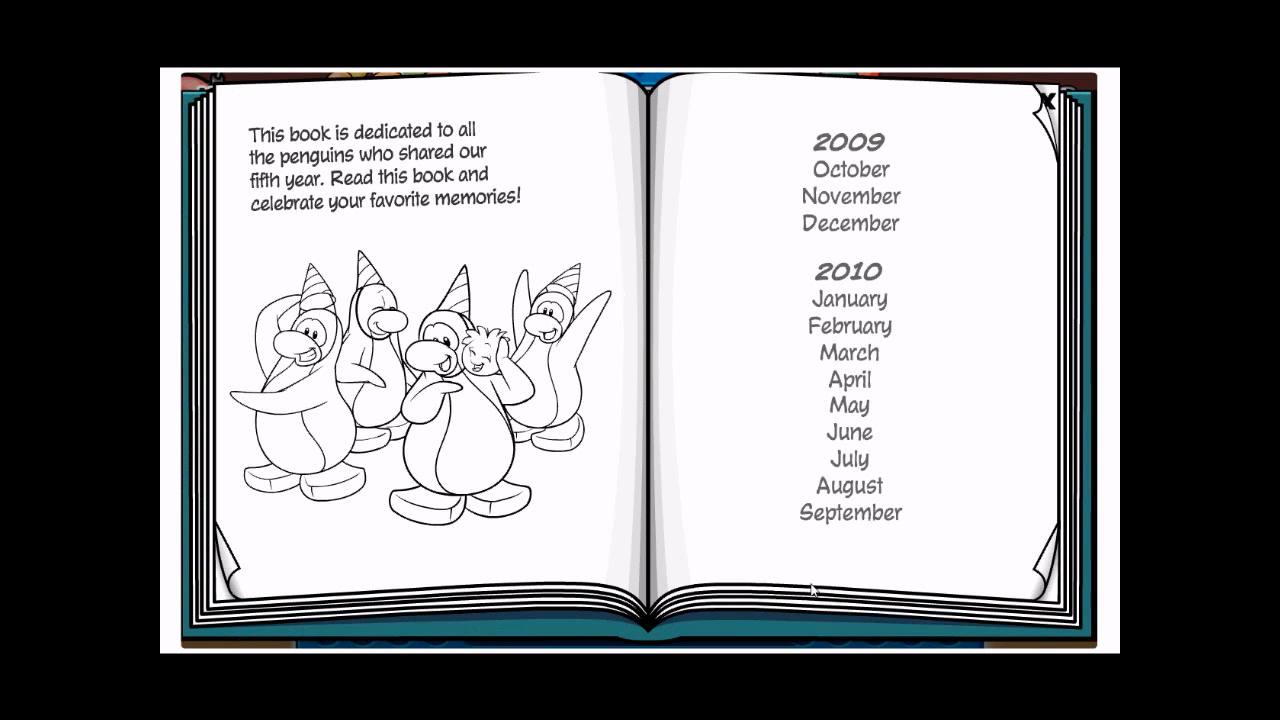 This book is dedicated to all
the penguins who shared our
fifth year. Read this book and
celebrate your favorite memories!
2009
October
November
December
2010
January
February
March
April
May
June
July
August
September
X